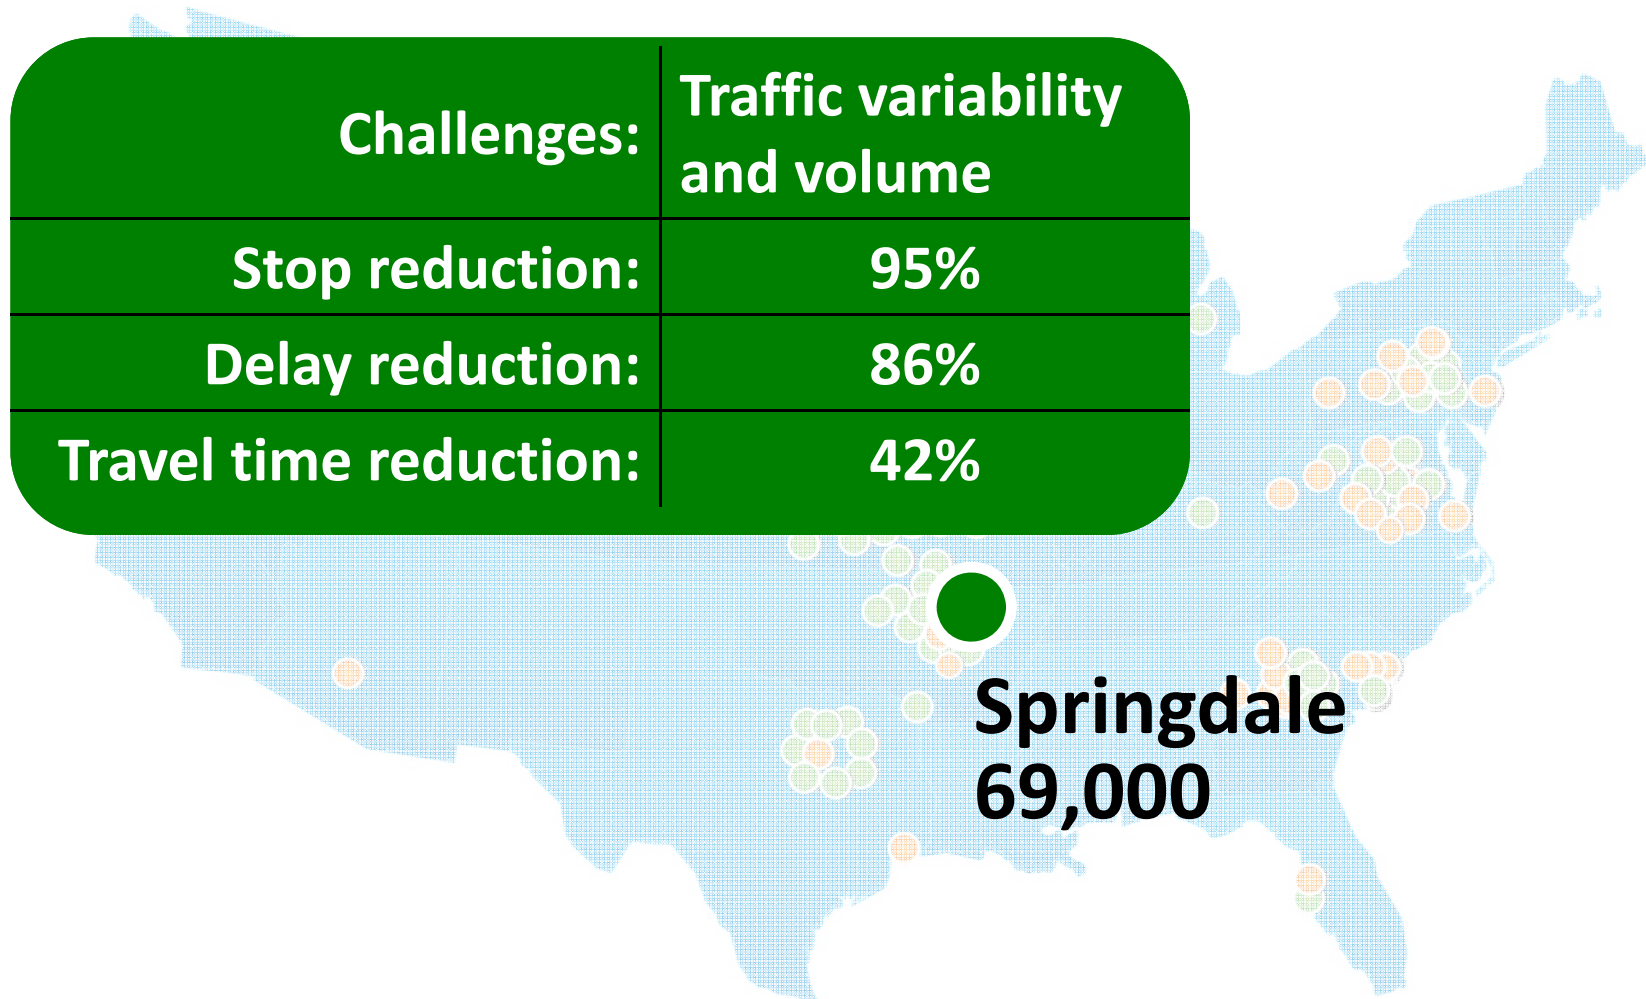 Challenges:
Traffic variability
and volume
Stop reduction: 95%
Delay reduction: 86%
Travel time reduction: 42%
Springdale
69,000